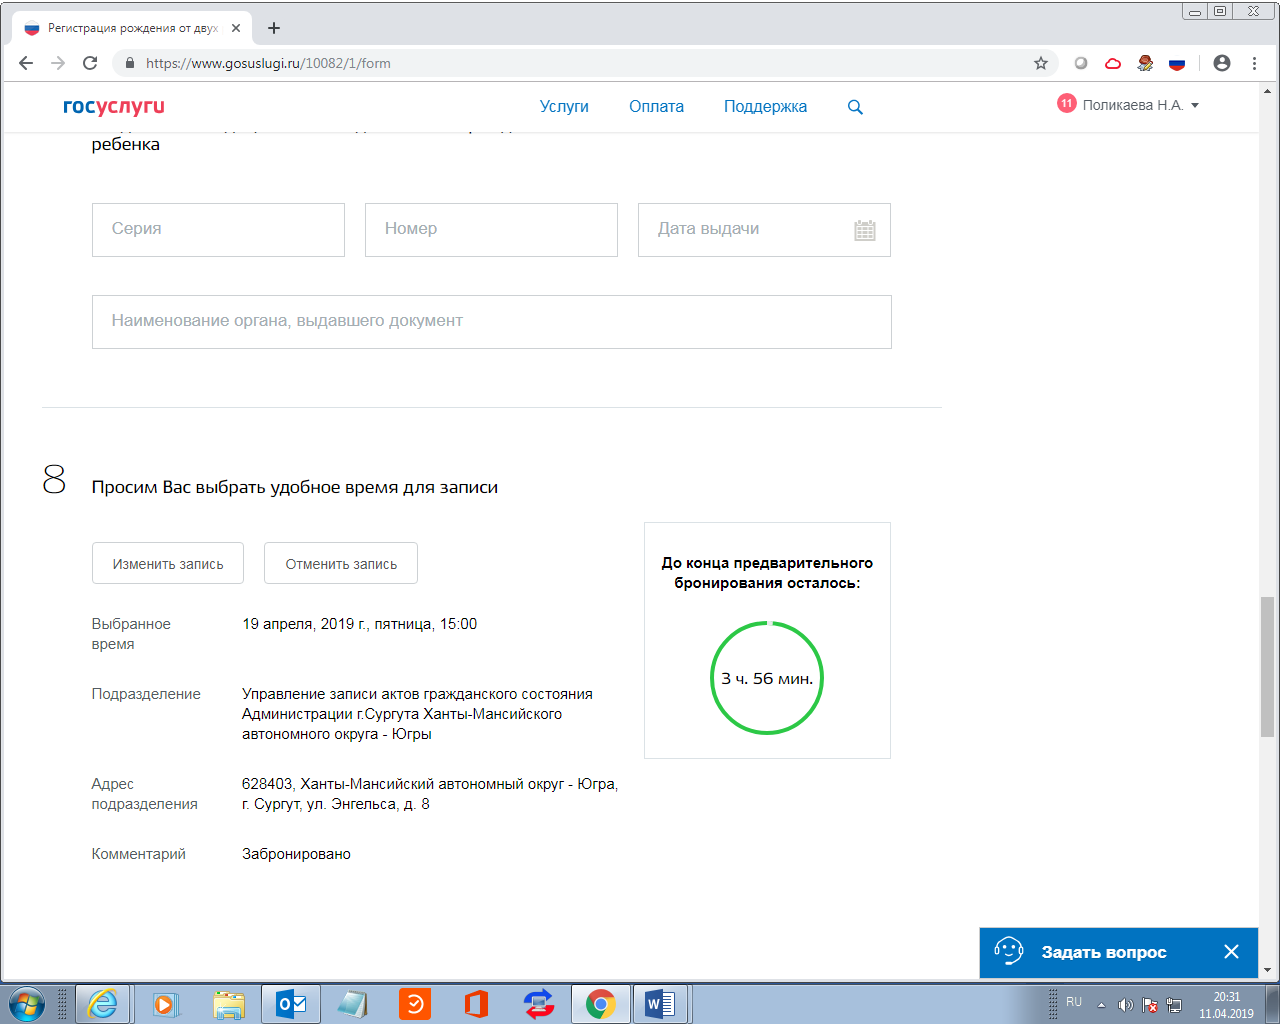 Регистрация рождения от двух
https://www.gosuslugi.ru/10082/1/form
госуслуги
Услуги
Оплата
Поддержка
11
Поликаева Н.А.
ребенка
Серия
Номер
Дата выдачи
Наименование органа, выдавшего документ
8
Просим Вас выбрать удобное время для записи
Изменить запись
Отменить запись
До конца предварительного
бронирования осталось:
3 ч. 56 мин.
Выбранное
время
19 апреля, 2019 г., пятница, 15:00
Подразделение
Управление записи актов гражданского состояния
Администрации г.Сургута Ханты-Мансийского
автономного округа - Югры
Адрес
подразделения
628403, Ханты-Мансийский автономный округ - Югра,
г. Сургут, ул. Энгельса, д. 8
Комментарий
Забронировано
Задать вопрос
RU
20:31
11.04.2019